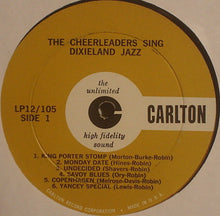 THE CHEERLEADERS SING
DIXIELAND JAZZ
the
unlimited
LP12/105
SIDE 1
CARLTON
high fidelity
sound
1. KING PORTER STOMP (Morton-Burke-Robin)
2. MONDAY DATE (Hines-Robin)
3. UNDECIDED (Shavers-Robin)
4. SAVOY BLUES (Ory-Robin)
5. COPENHAGEN (Melrose-Davis-Robin)
6. YANCEY SPECIAL (Lewis-Robin)
CARLTON RECORD CORPORATION • MADE IN U.S.A.